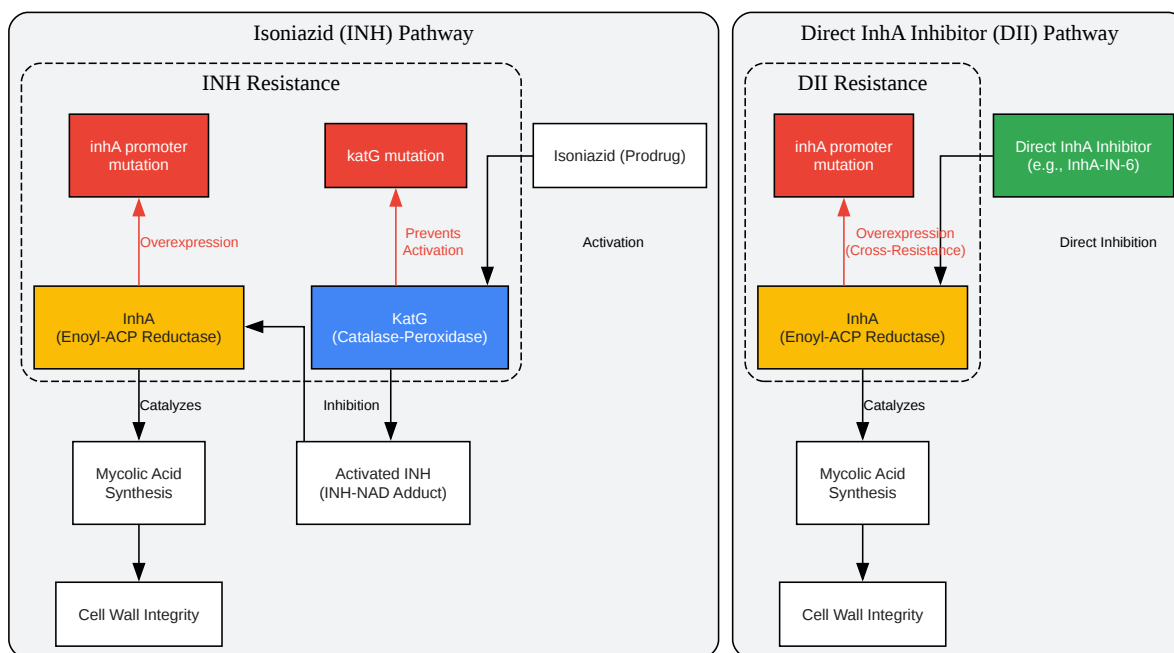 Isoniazid (INH) Pathway
INH Resistance
inhA promoter
mutation
katG mutation
Isoniazid (Prodrug)
Overexpression
Prevents
Activation
Activation
InhA
(Enoyl-ACP Reductase)
KatG
(Catalase-Peroxidase)
Catalyzes
Inhibition
Mycolic Acid
Synthesis
Activated INH
(INH-NAD Adduct)
Cell Wall Integrity
Direct InhA Inhibitor (DII) Pathway
DII Resistance
inhA promoter
mutation
Direct InhA Inhibitor
(e.g., InhA-IN-6)
Overexpression
(Cross-Resistance)
Direct Inhibition
InhA
(Enoyl-ACP Reductase)
Catalyzes
Mycolic Acid
Synthesis
Cell Wall Integrity